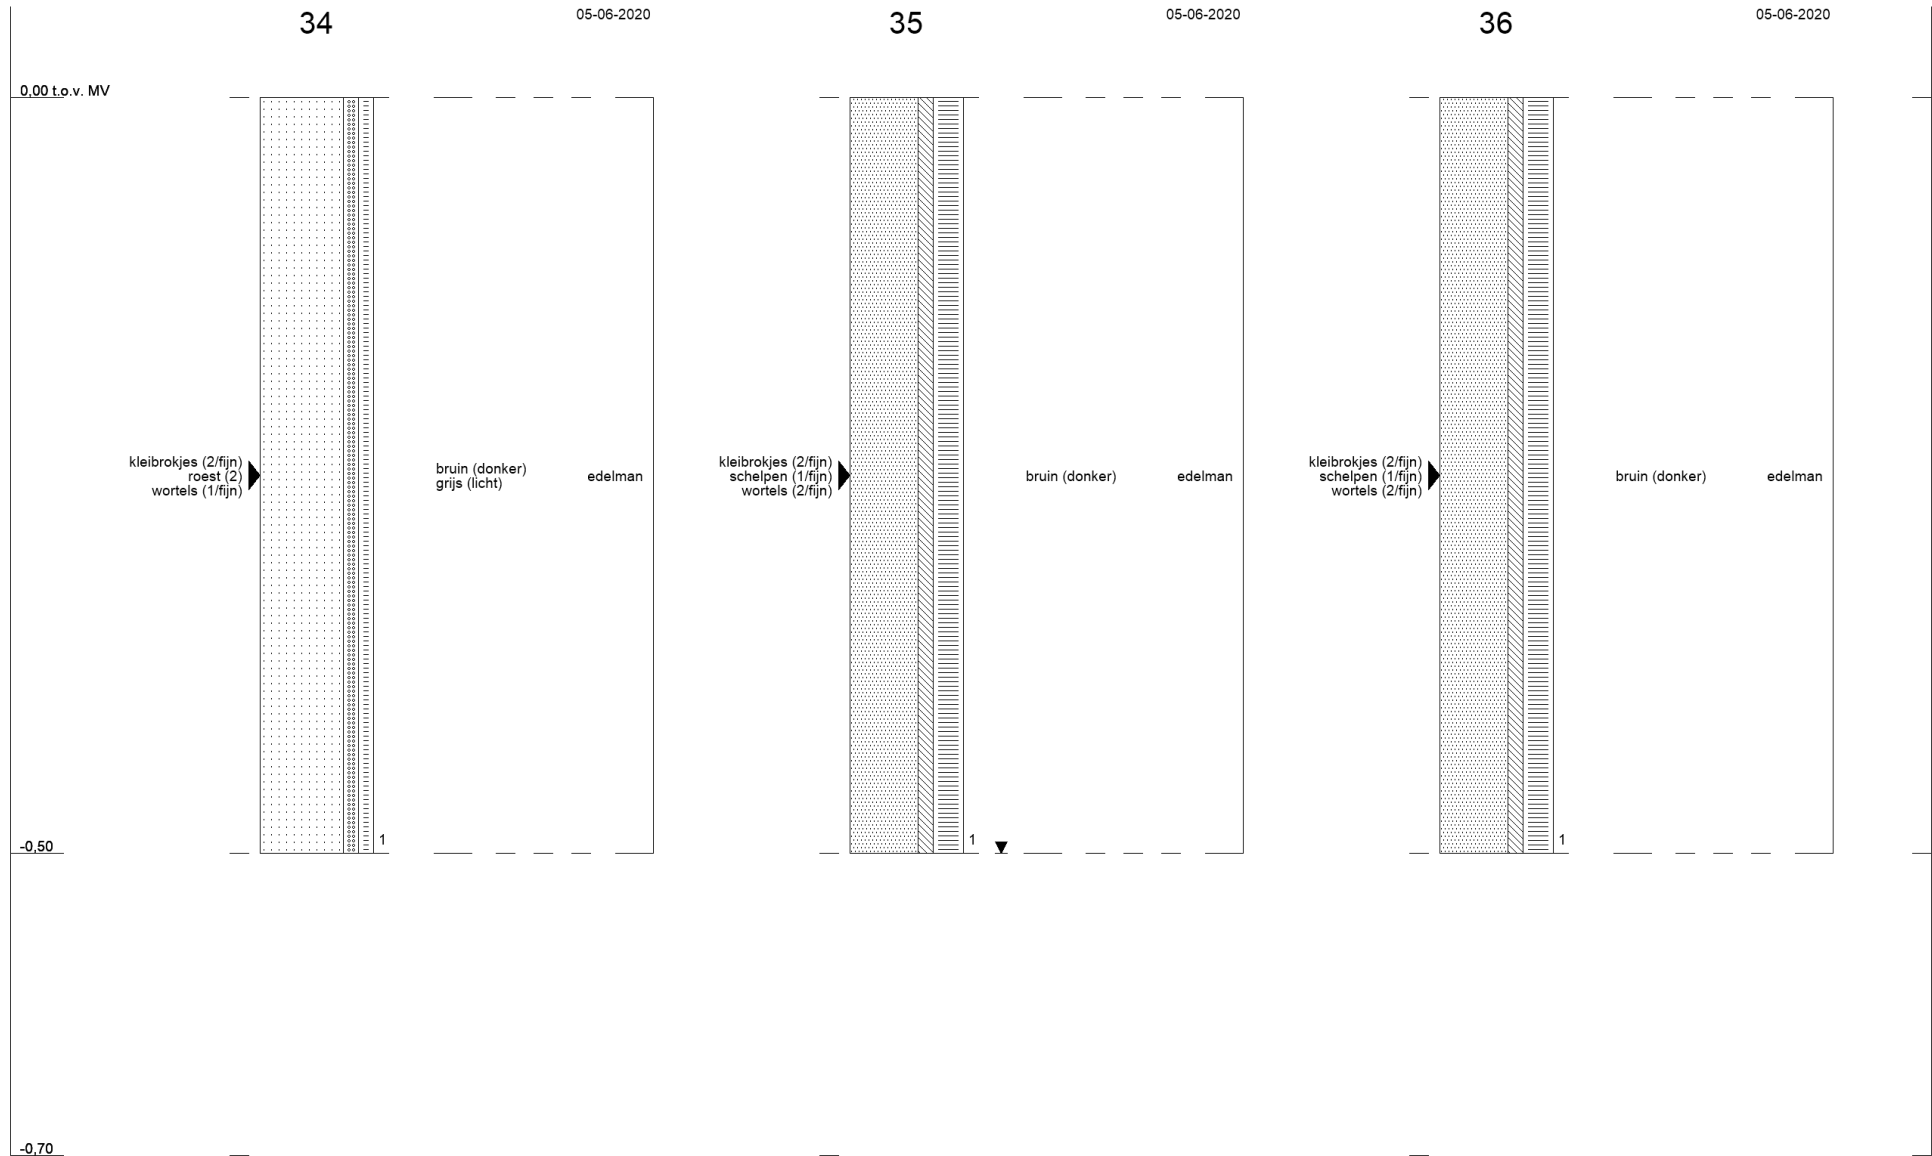 34
05-06-2020
35
05-06-2020
36
05-06-2020
0,00 t.o.v. MV
kleibrokjes (2/fijn)
roest (2)
wortels (1/fijn)
bruin (donker)
grijs (licht)
edelman
kleibrokjes (2/fijn)
schelpen (1/fijn)
wortels (2/fijn)
bruin (donker)
edelman
kleibrokjes (2/fijn)
schelpen (1/fijn)
wortels (2/fijn)
bruin (donker)
edelman
1
1
1
-0,50
-0,70